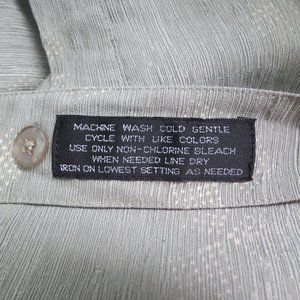 MACHINE WASH COLD GENTLE
CYCLE WITH LIKE COLORS
USE ONLY NON-CHLORINE BLEACH
WHEN NEEDED LINE DRY
IRON ON LOWEST SETTING AS NEEDED